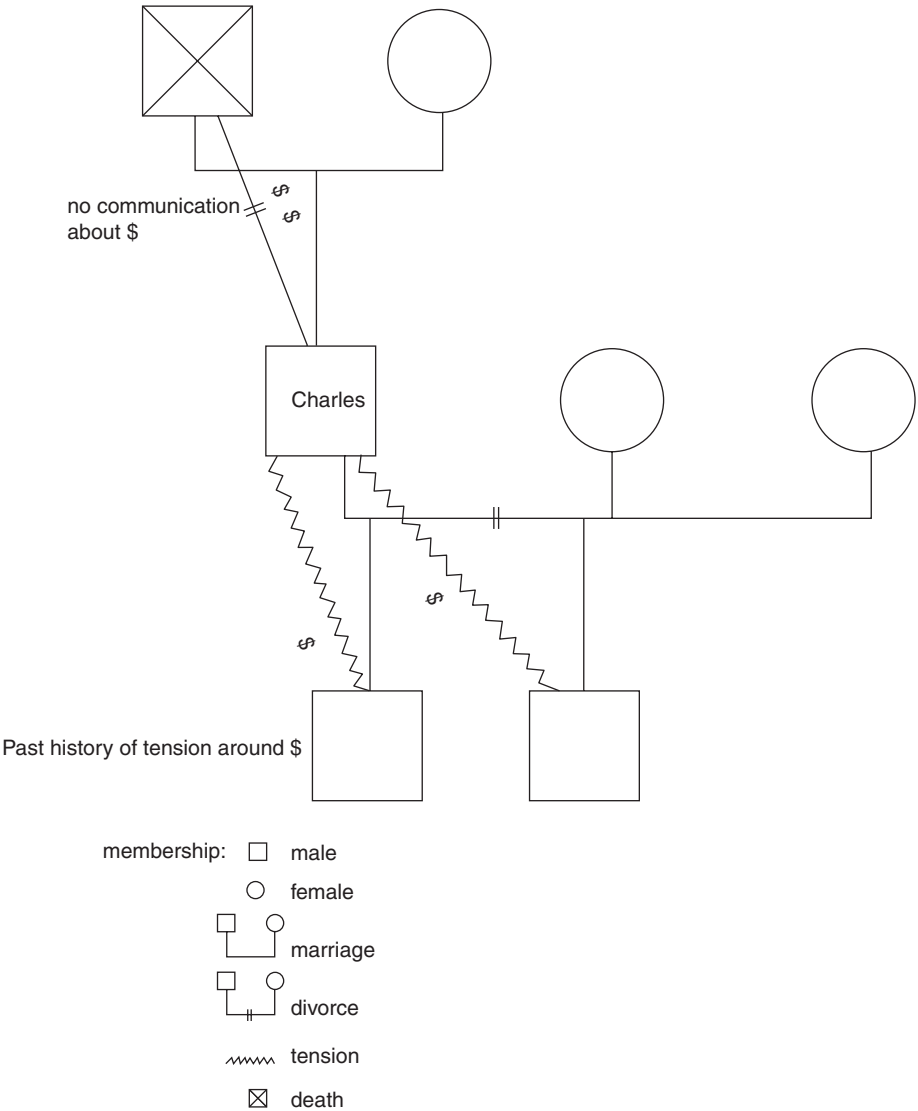 $
$
no communication
about $
Charles
$
$
Past history of tension around $
membership: male
female
marriage
divorce
tension
death